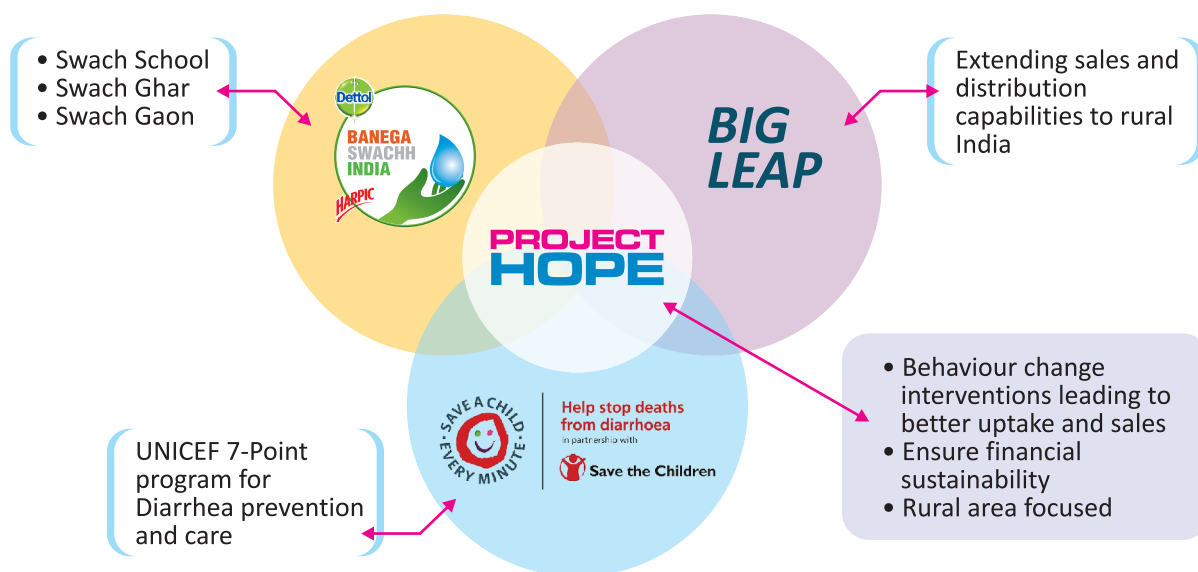 • Swach School
• Swach Ghar
• Swach Gaon
Dettol
BANEGA
SWACHH
INDIA
HARPIC
BIG
LEAP
Extending sales and
distribution
capabilities to rural
India
PROJECT
HOPE
• Behaviour change
interventions leading to
better uptake and sales
• Ensure financial
sustainability
• Rural area focused
• SAVE A CHILD •
EVERY MINUTE
Help stop deaths
from diarrhoea
in partnership with
Save the Children
UNICEF 7-Point
program for
Diarrhea prevention
and care